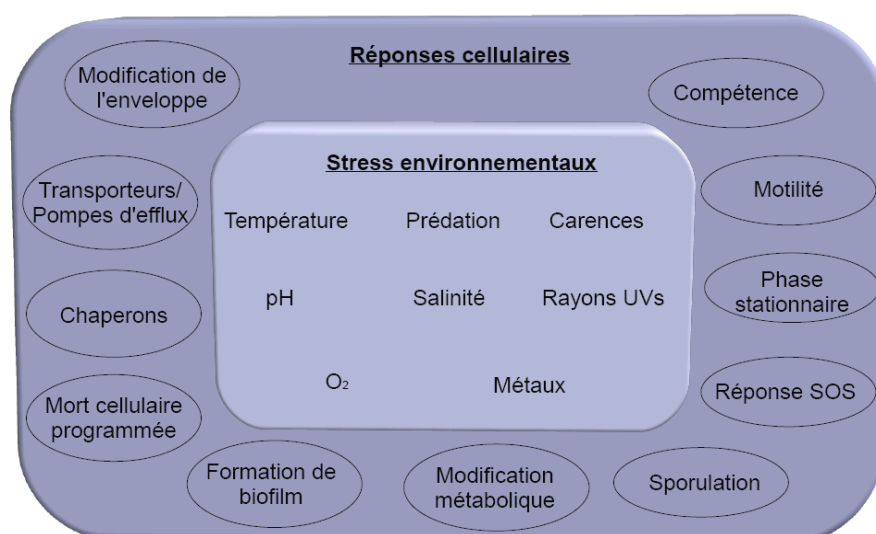 Réponses cellulaires
Modification de
l'enveloppe
Compétence
Stress environnementaux
Transporteurs/
Pompes d'efflux
Motilité
Température
Prédation
Carences
Phase
stationnaire
pH
Salinité
Rayons UVs
Chaperons
O₂
Métaux
Réponse SOS
Mort cellulaire
programmée
Formation de
biofilm
Modification
métabolique
Sporulation